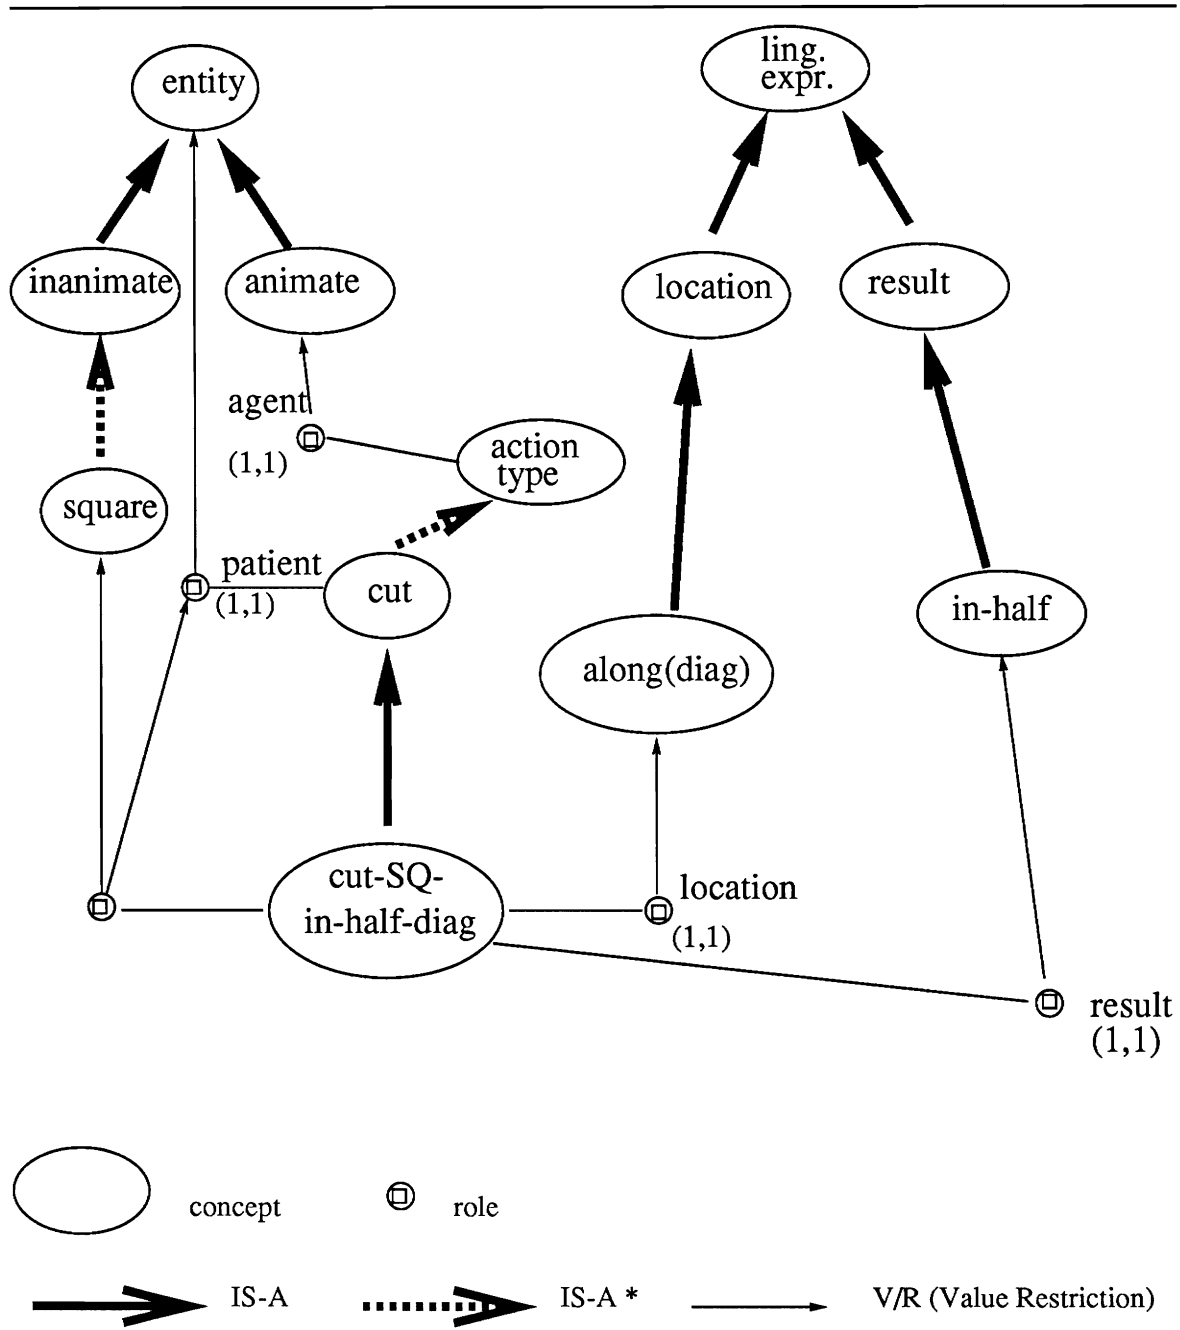 entity
ling.
expr.
inanimate
animate
location
result
agent
(1,1)
action
type
square
patient
(1,1)
cut
in-half
along(diag)
cut-SQ-
in-half-diag
location
(1,1)
result
(1,1)
concept
role
IS-A
IS-A *
V/R (Value Restriction)